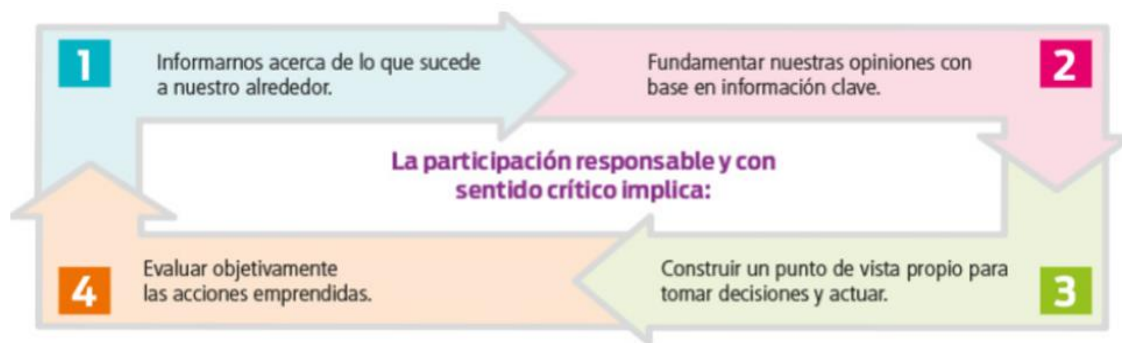 1
Informarnos acerca de lo que sucede
a nuestro alrededor.
Fundamentar nuestras opiniones con
base en información clave.
2
La participación responsable y con
sentido crítico implica:
4
Evaluar objetivamente
las acciones emprendidas.
Construir un punto de vista propio para
tomar decisiones y actuar.
3